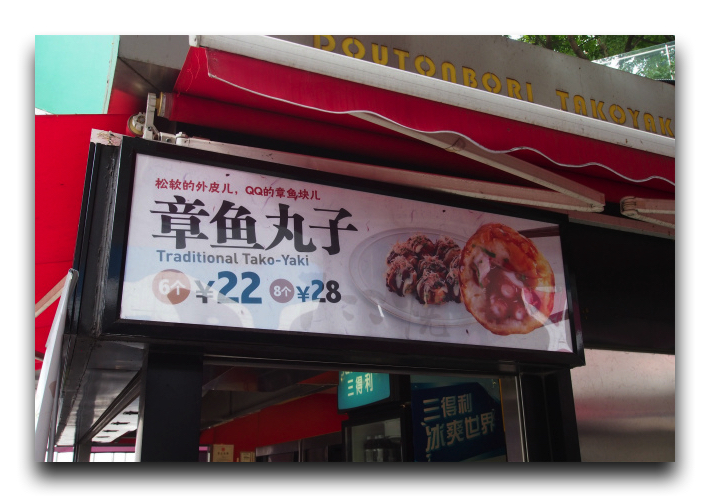 DOUTONBORI TAKOYAK
松软的外皮儿，QQ的章鱼块儿
章鱼丸子
Traditional Tako-Yaki
6个 ¥22 8个 ¥28
三得利
三得利
冰爽世界